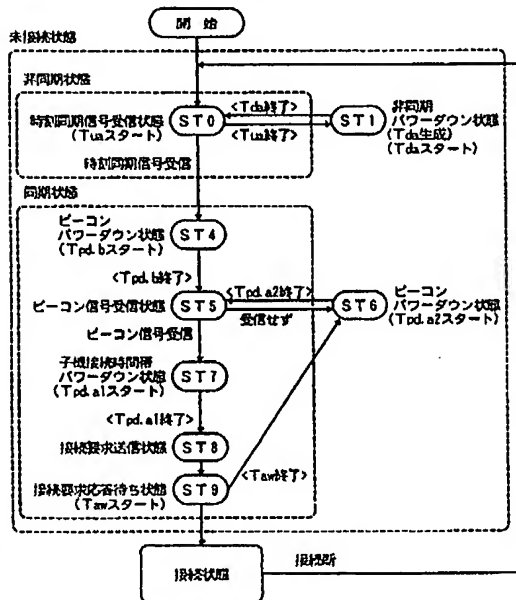 開 始
未接続状態
非同期状態
時刻同期信号受信状態
(Tuaスタート)
ST0
<Tda終了>
<Tua終了>
ST1
非同期
パワーダウン状態
(Tda生成)
(Tdaスタート)
時刻同期信号受信
同期状態
ビーコン
パワーダウン状態
(Tpd.bスタート)
ST4
<Tpd.b終了>
ビーコン信号受信状態
ST5
<Tpd.a2終了>
受信せず
ST6
ビーコン
パワーダウン状態
(Tpd.a2スタート)
ビーコン信号受信
子機接続時間帯
パワーダウン状態
(Tpd.a1スタート)
ST7
<Tpd.a1終了>
接続要求送信状態
ST8
接続要求応答待ち状態
(Tawスタート)
ST9
<Taw終了>
接続状態
接続断